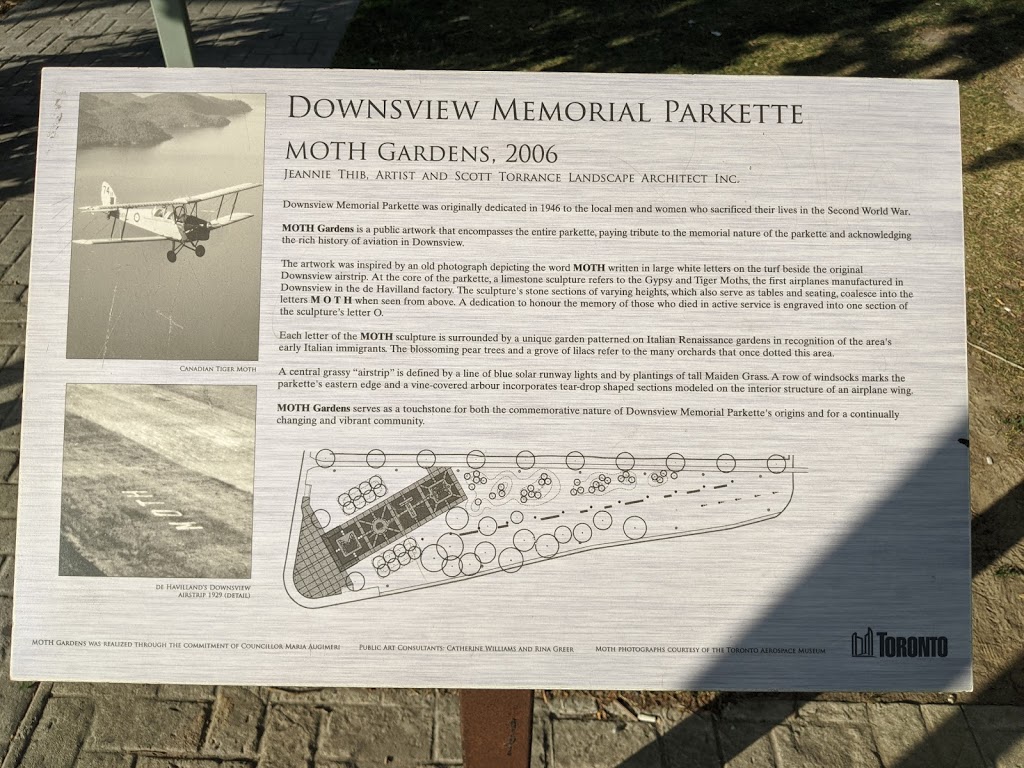 DOWNSVIEW MEMORIAL PARKETTE
MOTH GARDENS, 2006
JEANNIE THIB, ARTIST AND SCOTT TORRANCE LANDSCAPE ARCHITECT INC.
Downsview Memorial Parkette was originally dedicated in 1946 to the local men and women who sacrificed their lives in the Second World War.
MOTH Gardens is a public artwork that encompasses the entire parkette, paying tribute to the memorial nature of the parkette and acknowledging
the rich history of aviation in Downsview.
The artwork was inspired by an old photograph depicting the word MOTH written in large white letters on the turf beside the original
Downsview airstrip. At the core of the parkette, a limestone sculpture refers to the Gypsy and Tiger Moths, the first airplanes manufactured in
Downsview in the de Havilland factory. The sculpture's stone sections of varying heights, which also serve as tables and seating, coalesce into the
letters M O T H when seen from above. A dedication to honour the memory of those who died in active service is engraved into one section of
the sculpture's letter O.
Each letter of the MOTH sculpture is surrounded by a unique garden patterned on Italian Renaissance gardens in recognition of the area's
early Italian immigrants. The blossoming pear trees and a grove of lilacs refer to the many orchards that once dotted this area.
A central grassy "airstrip" is defined by a line of blue solar runway lights and by plantings of tall Maiden Grass. A row of windsocks marks the
parkette's eastern edge and a vine-covered arbour incorporates tear-drop shaped sections modeled on the interior structure of an airplane wing.
MOTH Gardens serves as a touchstone for both the commemorative nature of Downsview Memorial Parkette's origins and for a continually
changing and vibrant community.
CANADIAN TIGER MOTH
MOTH
DE HAVILLAND'S DOWNSVIEW
AIRSTRIP 1929 (DETAIL)
MOTH GARDENS WAS REALIZED THROUGH THE COMMITMENT OF COUNCILLOR MARIA AUGIMERI
PUBLIC ART CONSULTANTS: CATHERINE WILLIAMS AND RINA GREER
MOTH PHOTOGRAPHS COURTESY OF THE TORONTO AEROSPACE MUSEUM
TORONTO